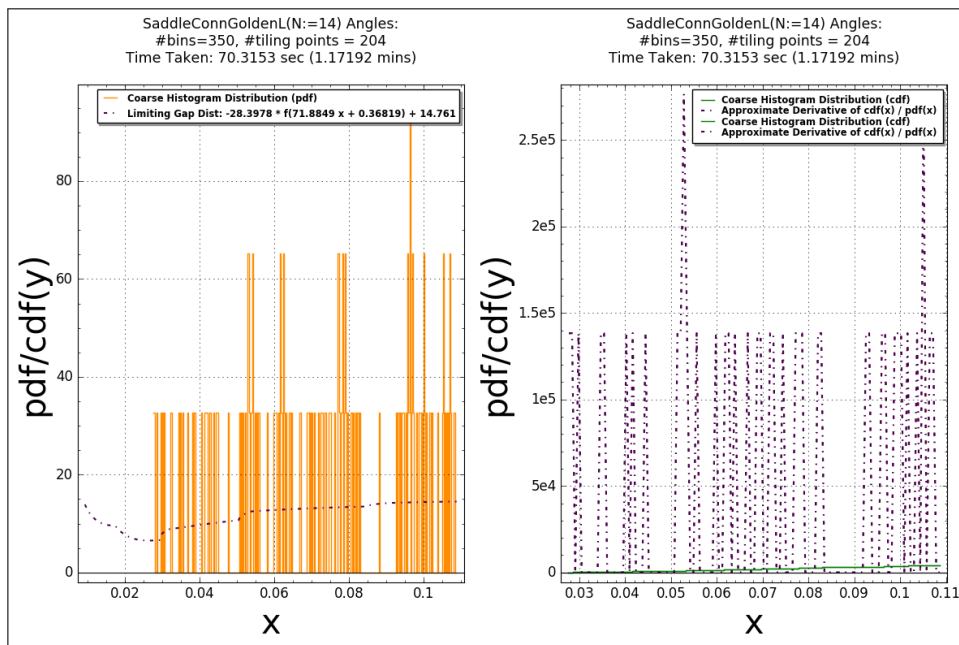 SaddleConnGoldenL(N:=14) Angles:
#bins=350, #tiling points = 204
Time Taken: 70.3153 sec (1.17192 mins)
Coarse Histogram Distribution (pdf)
Limiting Gap Dist: -28.3978 * f(71.8849 x + 0.36819) + 14.761
pdf/cdf(y)
80
60
40
20
0
0.02
0.04
0.06
0.08
0.1
x
SaddleConnGoldenL(N:=14) Angles:
#bins=350, #tiling points = 204
Time Taken: 70.3153 sec (1.17192 mins)
Coarse Histogram Distribution (cdf)
Approximate Derivative of cdf(x) / pdf(x)
Coarse Histogram Distribution (cdf)
Approximate Derivative of cdf(x) / pdf(x)
pdf/cdf(y)
2.5e5
2e5
1.5e5
1e5
5e4
0
0.03
0.04
0.05
0.06
0.07
0.08
0.09
0.1
0.11
x